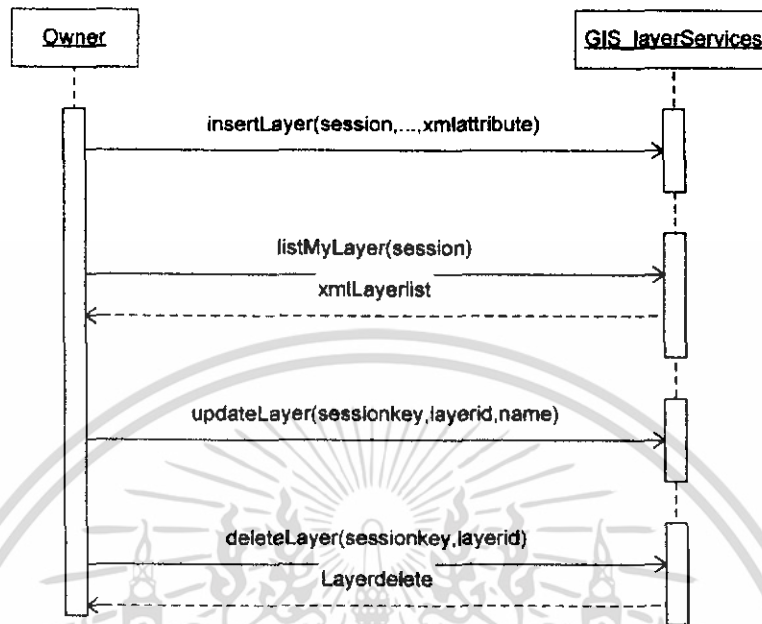 Owner
GIS_layerServices
insertLayer(session,...,xmlattribute)
listMyLayer(session)
xmlLayerlist
updateLayer(sessionkey,layerid,name)
deleteLayer(sessionkey,layerid)
Layerdelete